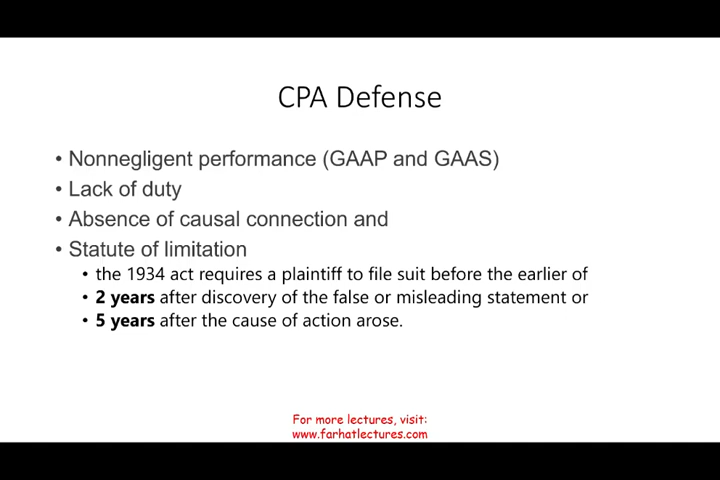 CPA Defense
• Nonnegligent performance (GAAP and GAAS)
• Lack of duty
• Absence of causal connection and
• Statute of limitation
• the 1934 act requires a plaintiff to file suit before the earlier of
• 2 years after discovery of the false or misleading statement or
• 5 years after the cause of action arose.
For more lectures, visit:
www.farhatlectures.com